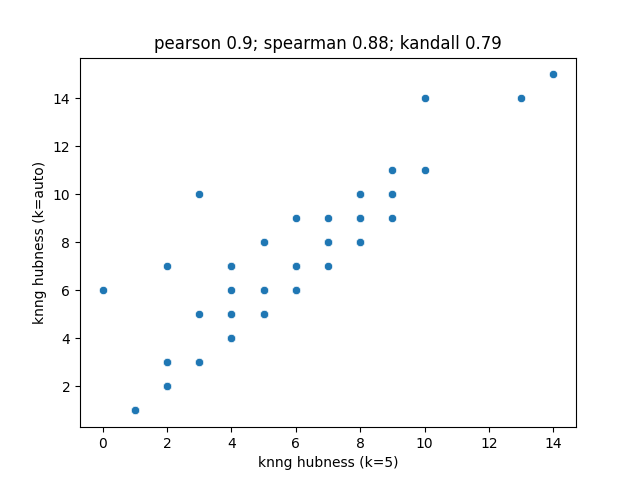 pearson 0.9; spearman 0.88; kandall 0.79
14
12
10
8
6
4
2
knng hubness (k=auto)
0 2 4 6 8 10 12 14
knng hubness (k=5)